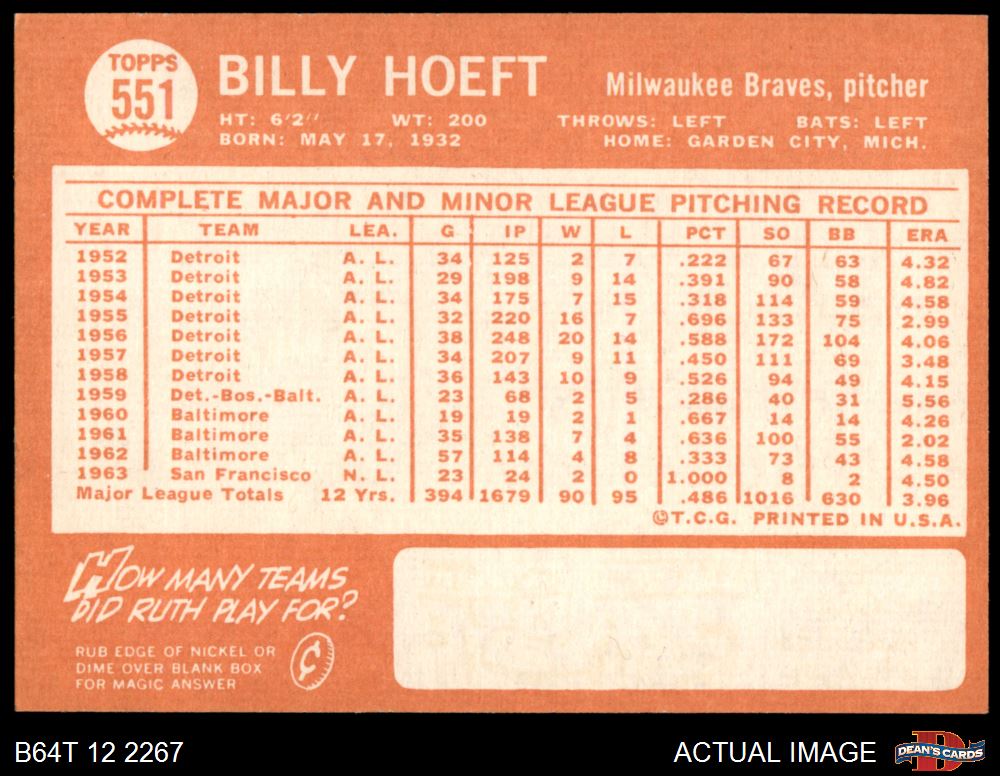 TOPPS
551
BILLY HOEFT
Milwaukee Braves, pitcher
HT: 6'2" WT: 200 THROWS: LEFT BATS: LEFT
BORN: MAY 17, 1932 HOME: GARDEN CITY, MICH.
COMPLETE MAJOR AND MINOR LEAGUE PITCHING RECORD
YEAR TEAM LEA. G IP W L PCT SO BB ERA
1952 Detroit A. L. 34 125 2 7 .222 67 63 4.32
1953 Detroit A. L. 29 198 9 14 .391 90 58 4.82
1954 Detroit A. L. 34 175 7 15 .318 114 59 4.58
1955 Detroit A. L. 32 220 16 7 .696 133 75 2.99
1956 Detroit A. L. 38 248 20 14 .588 172 104 4.06
1957 Detroit A. L. 34 207 9 11 .450 111 69 3.48
1958 Detroit A. L. 36 143 10 9 .526 94 49 4.15
1959 Det.-Bos.-Balt. A. L. 23 68 2 5 .286 40 31 5.56
1960 Baltimore A. L. 19 19 2 1 .667 14 14 4.26
1961 Baltimore A. L. 35 138 7 4 .636 100 55 2.02
1962 Baltimore A. L. 57 114 4 8 .333 73 43 4.58
1963 San Francisco N. L. 23 24 2 0 1.000 8 2 4.50
Major League Totals 12 Yrs. 394 1679 90 95 .486 1016 630 3.96
©T.C.G. PRINTED IN U.S.A.
HOW MANY TEAMS
DID RUTH PLAY FOR?
RUB EDGE OF NICKEL OR
DIME OVER BLANK BOX
FOR MAGIC ANSWER
¢
B64T 12 2267
ACTUAL IMAGE
D
DEAN'S CARDS